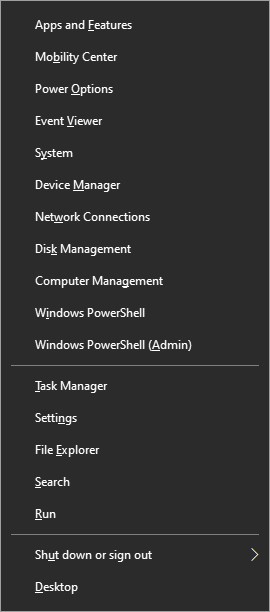 Apps and Features
Mobility Center
Power Options
Event Viewer
System
Device Manager
Network Connections
Disk Management
Computer Management
Windows PowerShell
Windows PowerShell (Admin)
Task Manager
Settings
File Explorer
Search
Run
Shut down or sign out
Desktop